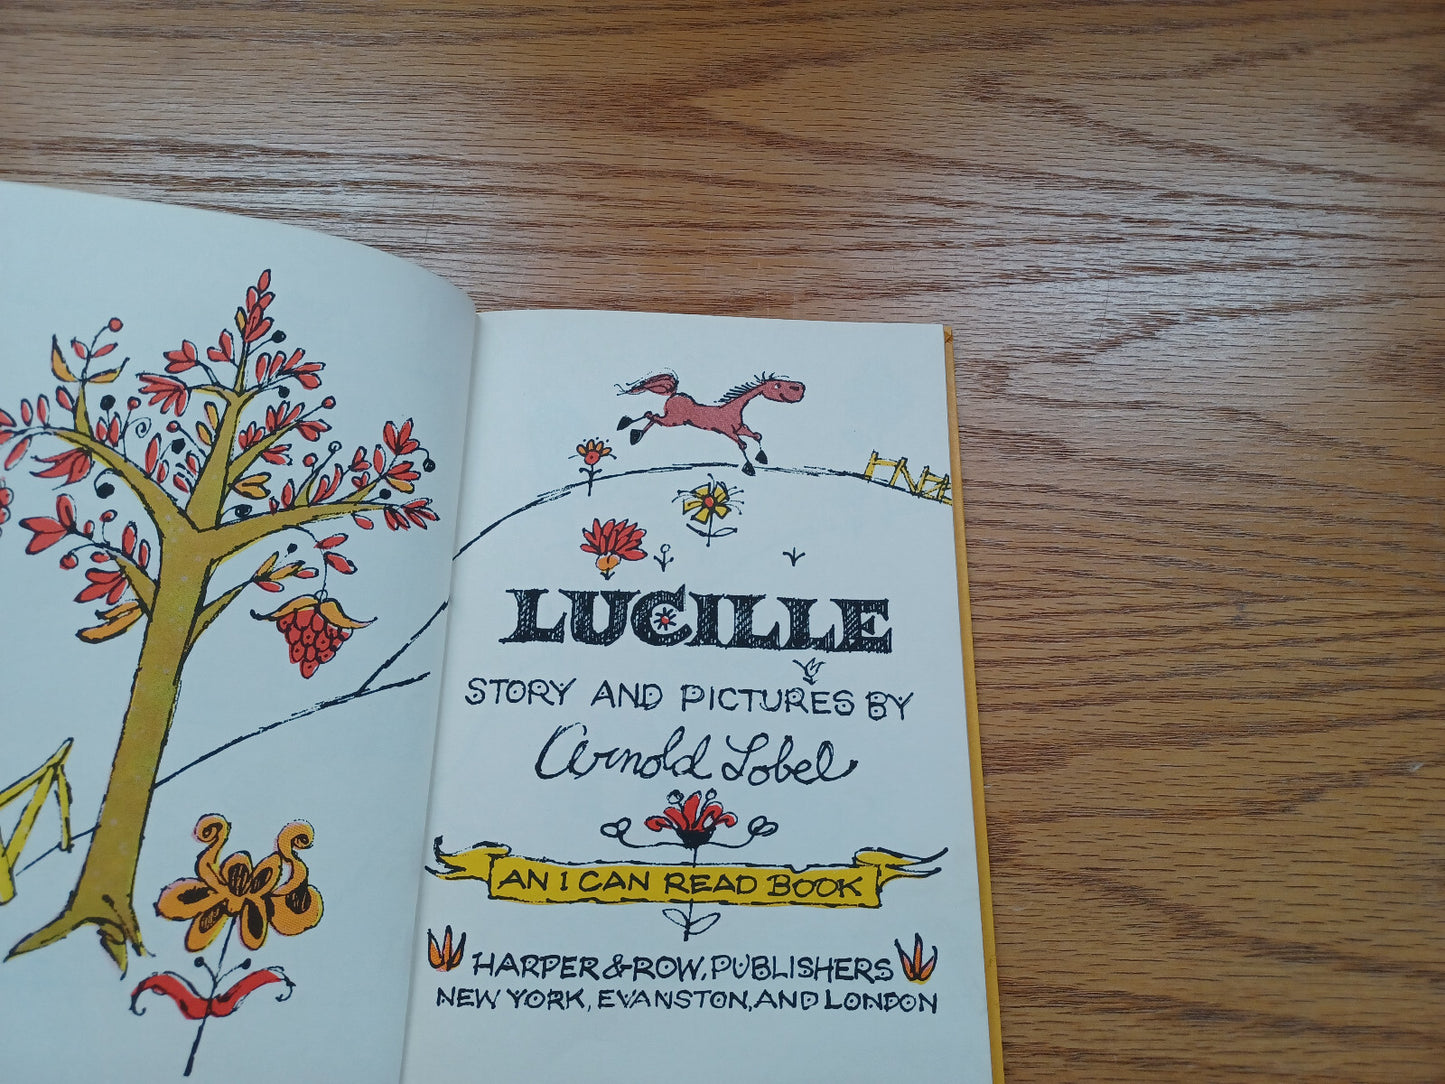 LUCILLE
STORY AND PICTURES BY
Arnold Lobel
AN I CAN READ BOOK
HARPER & ROW, PUBLISHERS
NEW YORK, EVANSTON, AND LONDON